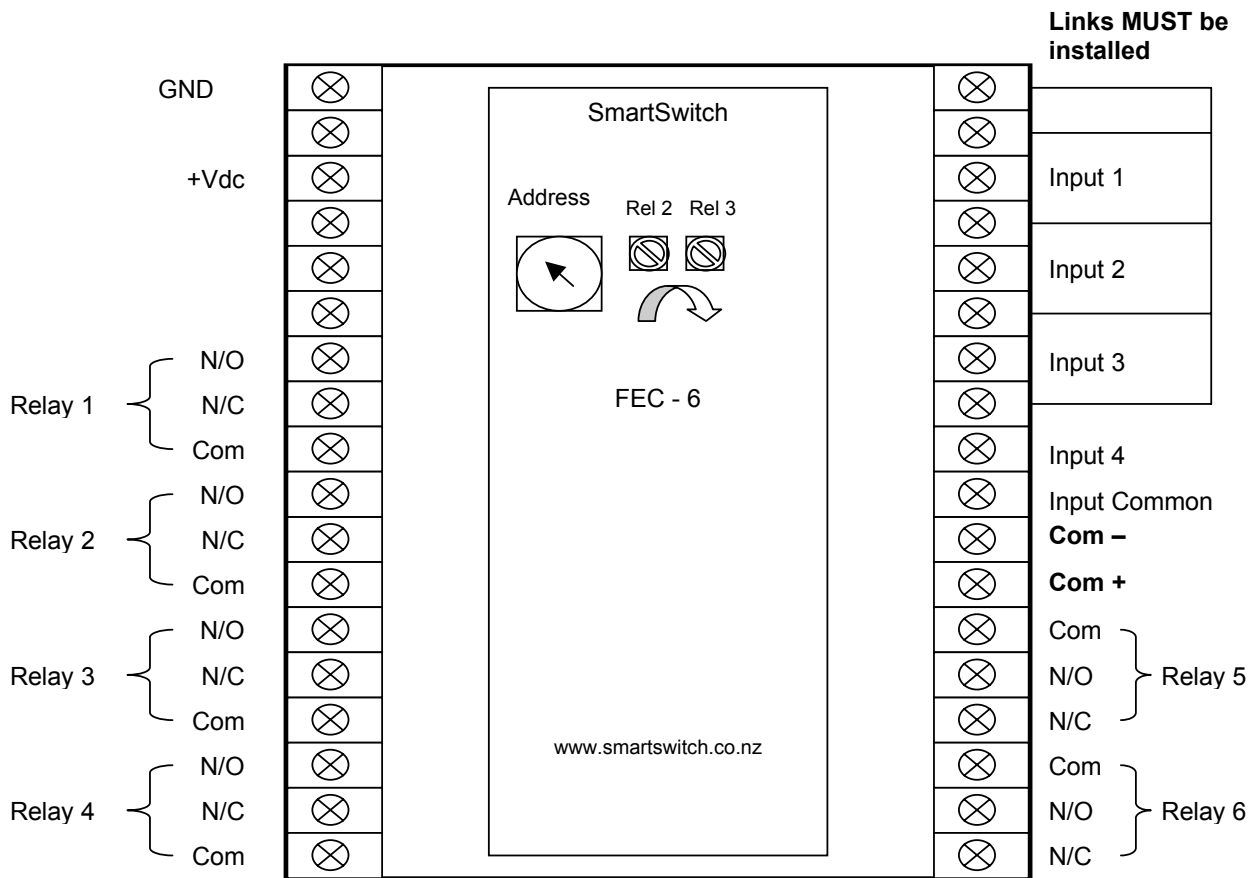 Links MUST be
installed
GND
+Vdc
Relay 1
N/O
N/C
Com
Relay 2
N/O
N/C
Com
Relay 3
N/O
N/C
Com
Relay 4
N/O
N/C
Com
SmartSwitch
Address
Rel 2 Rel 3
FEC - 6
www.smartswitch.co.nz
Input 1
Input 2
Input 3
Input 4
Input Common
Com –
Com +
Com
N/O
N/C
Relay 5
Com
N/O
N/C
Relay 6